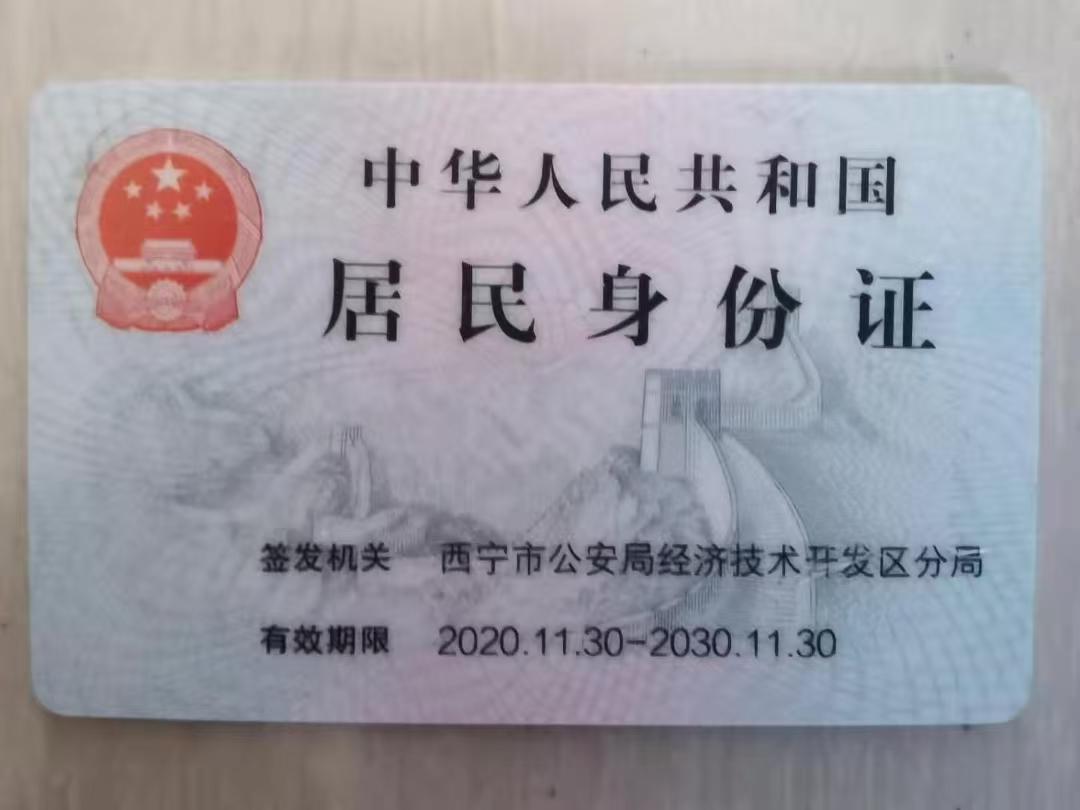 中华人民共和国
居民身份证
签发机关 西宁市公安局经济技术开发区分局
有效期限 2020.11.30-2030.11.30